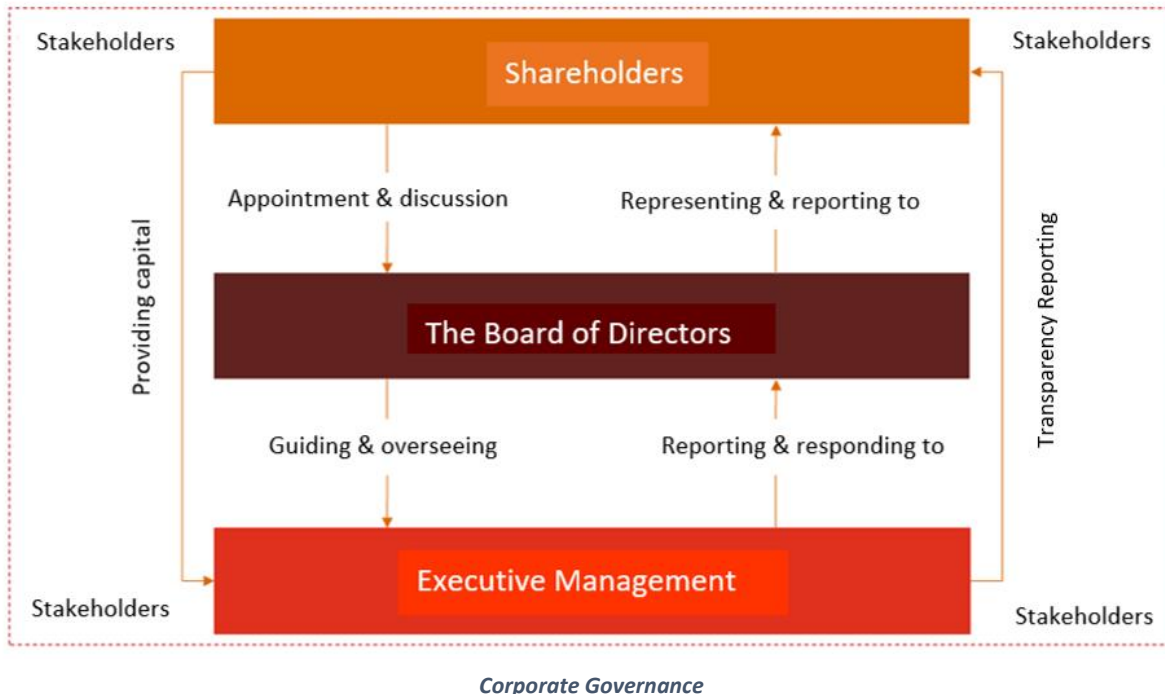 Stakeholders
Stakeholders
Shareholders
Appointment & discussion
Representing & reporting to
Providing capital
Transparency Reporting
The Board of Directors
Guiding & overseeing
Reporting & responding to
Executive Management
Stakeholders
Stakeholders
Corporate Governance